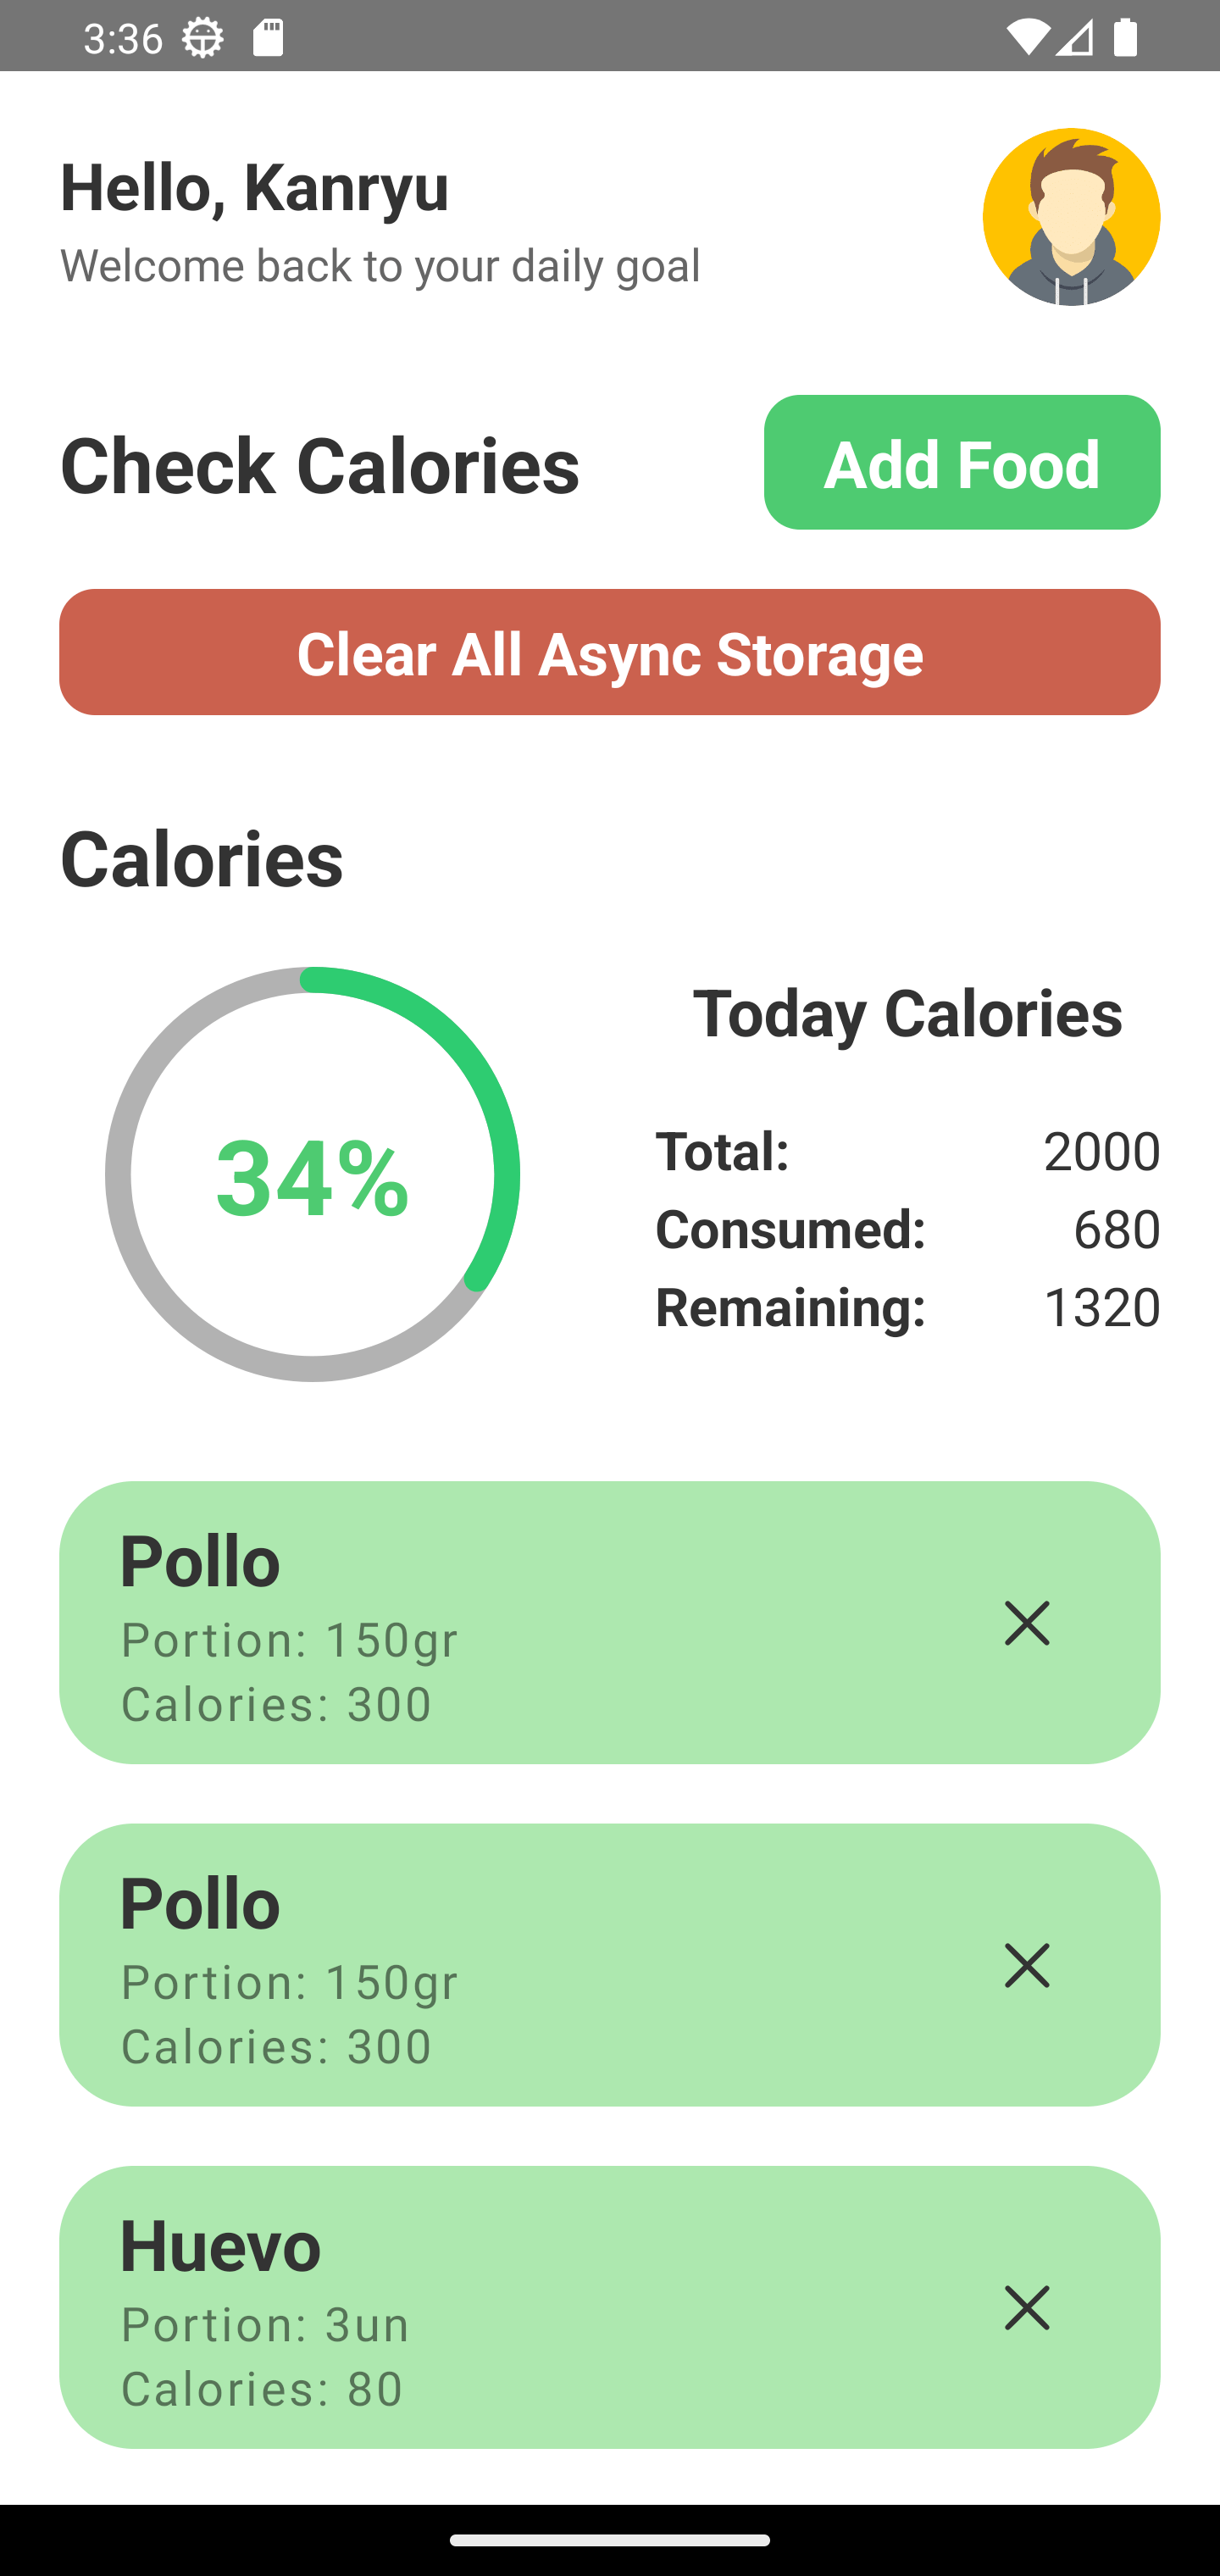 3:36
Hello, Kanryu
Welcome back to your daily goal
Check Calories
Add Food
Clear All Async Storage
Calories
34%
Today Calories
Total: 2000
Consumed: 680
Remaining: 1320
Pollo
Portion: 150gr
Calories: 300
Pollo
Portion: 150gr
Calories: 300
Huevo
Portion: 3un
Calories: 80